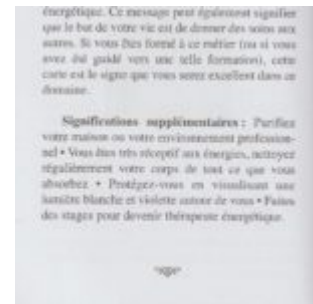 énergétique. Ce message peut également signifier
que le but de votre vie est de donner des soins aux
autres. Si vous êtes formé à ce métier (ou si vous
avez été guidé vers une telle formation), cette
carte est le signe que vous serez excellent dans ce
domaine.
Significations supplémentaires : Purifiez
votre maison ou votre environnement profession-
nel • Vous êtes très réceptif aux énergies, nettoyez
régulièrement votre corps de tout ce que vous
absorbez • Protégez-vous en visualisant une
lumière blanche et violette autour de vous • Faites
des stages pour devenir thérapeute énergétique.